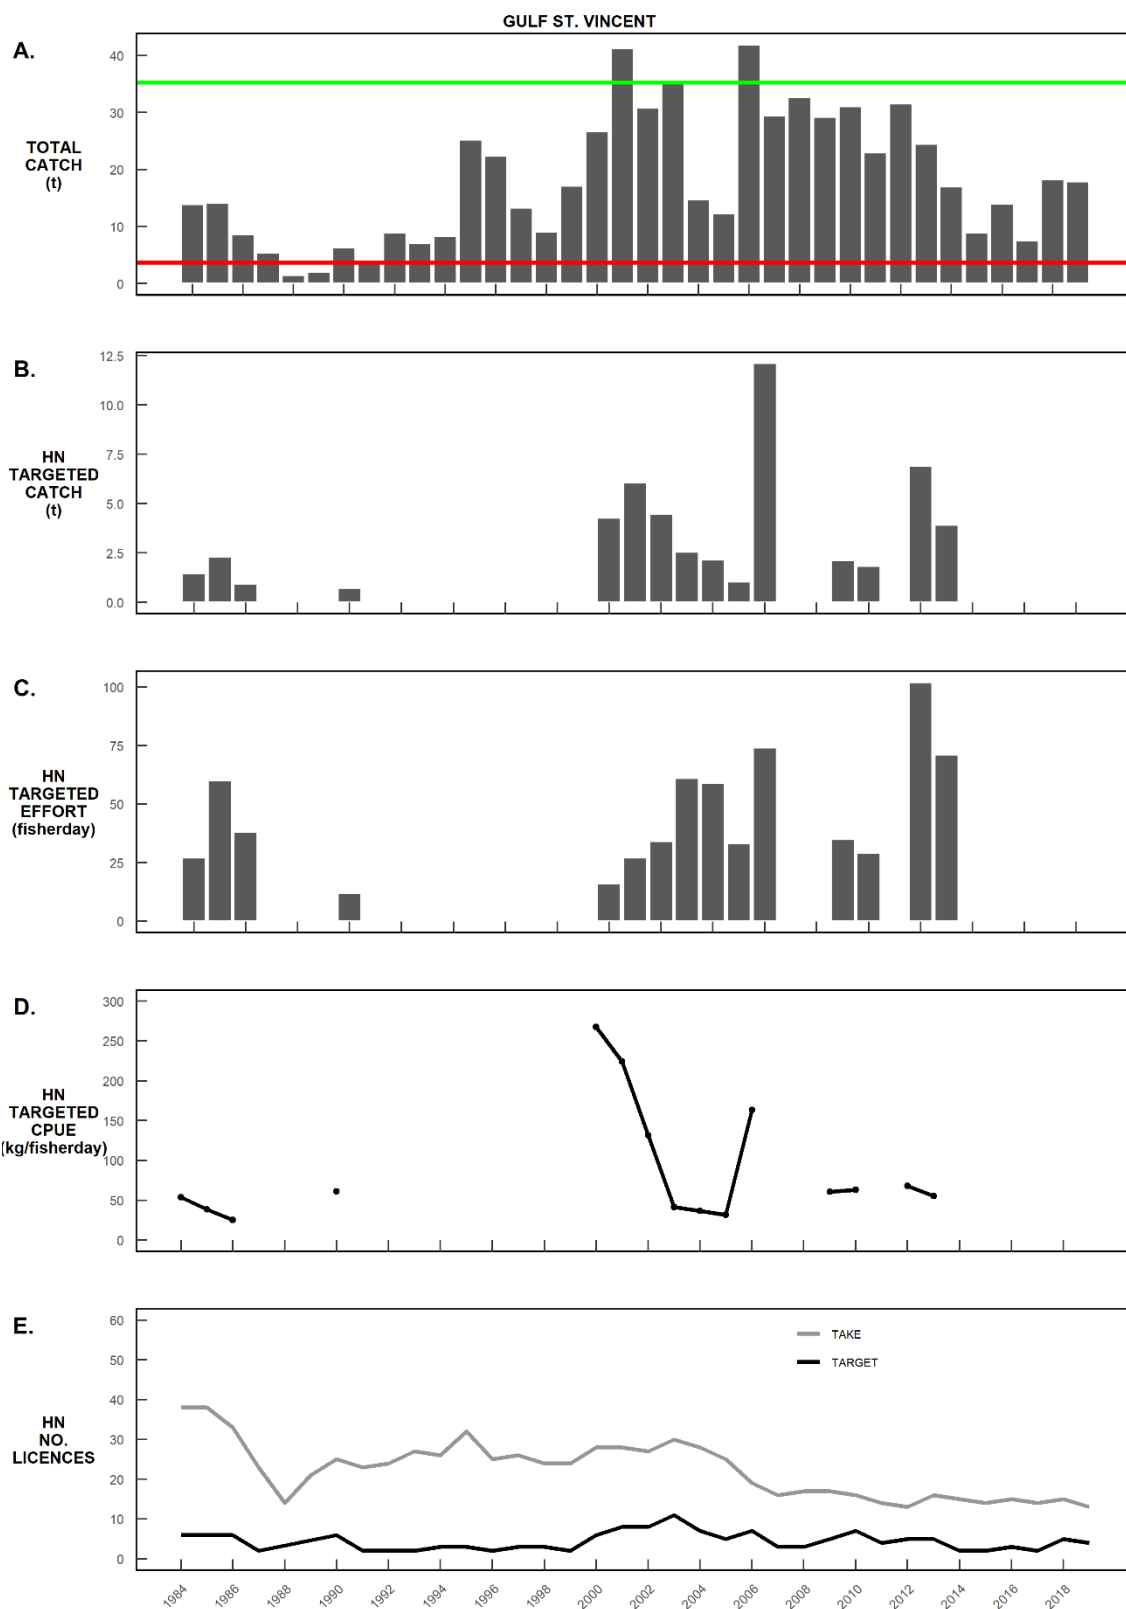 GULF ST. VINCENT
A.
TOTAL
CATCH
(t)
40
30
20
10
0
B.
HN
TARGETED
CATCH
(t)
12.5
10.0
7.5
5.0
2.5
0.0
C.
HN
TARGETED
EFFORT
(fisherday)
100
75
50
25
0
D.
HN
TARGETED
CPUE
(kg/fisherday)
300
250
200
150
100
50
0
E.
HN
NO.
LICENCES
60
50
40
30
20
10
0
TAKE
TARGET
1984 1986 1988 1990 1992 1994 1996 1998 2000 2002 2004 2006 2008 2010 2012 2014 2016 2018